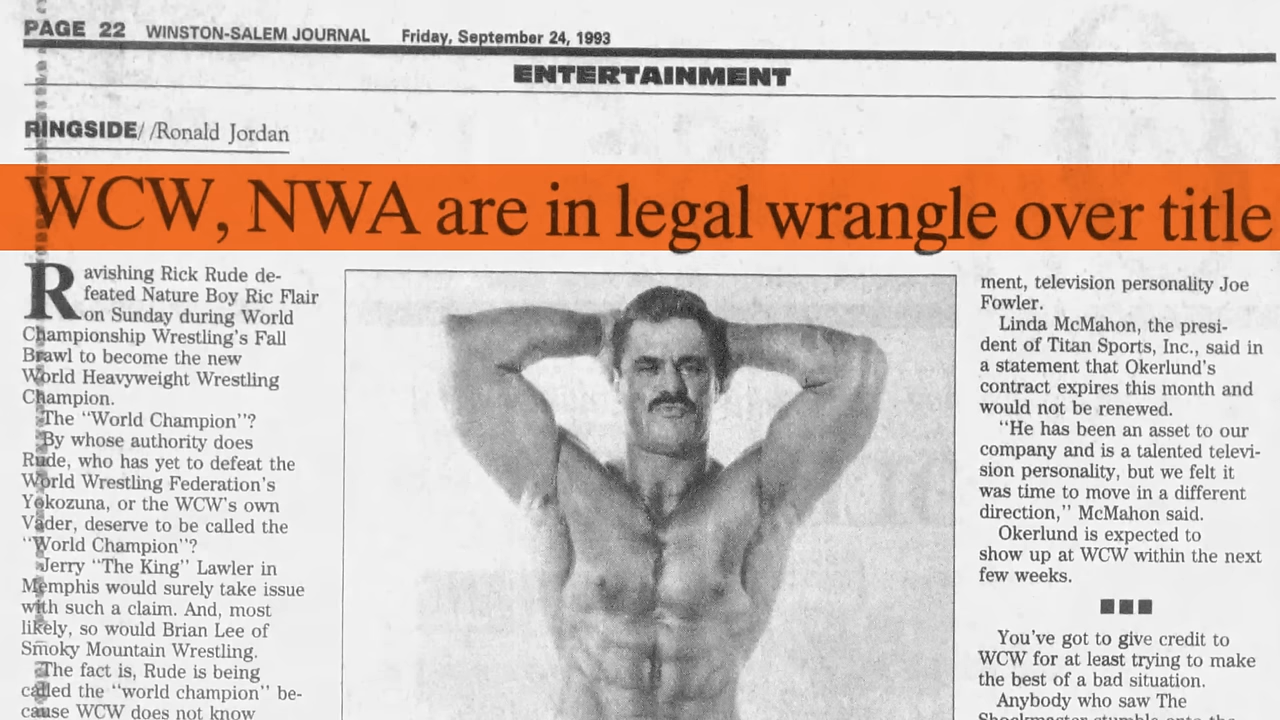 PAGE 22 WINSTON-SALEM JOURNAL Friday, September 24, 1993
ENTERTAINMENT
RINGSIDE//Ronald Jordan
WCW, NWA are in legal wrangle over title
Ravishing Rick Rude de-
feated Nature Boy Ric Flair
on Sunday during World
Championship Wrestling's Fall
Brawl to become the new
World Heavyweight Wrestling
Champion.
The "World Champion"?
By whose authority does
Rude, who has yet to defeat the
World Wrestling Federation's
Yokozuna, or the WCW's own
Vader, deserve to be called the
"World Champion"?
Jerry "The King" Lawler in
Memphis would surely take issue
with such a claim. And, most
likely, so would Brian Lee of
Smoky Mountain Wrestling.
The fact is, Rude is being
called the "world champion" be-
cause WCW does not know
ment, television personality Joe
Fowler.
Linda McMahon, the presi-
dent of Titan Sports, Inc., said in
a statement that Okerlund's
contract expires this month and
would not be renewed.
"He has been an asset to our
company and is a talented televi-
sion personality, but we felt it
was time to move in a different
direction," McMahon said.
Okerlund is expected to
show up at WCW within the next
few weeks.
You've got to give credit to
WCW for at least trying to make
the best of a bad situation.
Anybody who saw The
Shockmaster stumble onto the